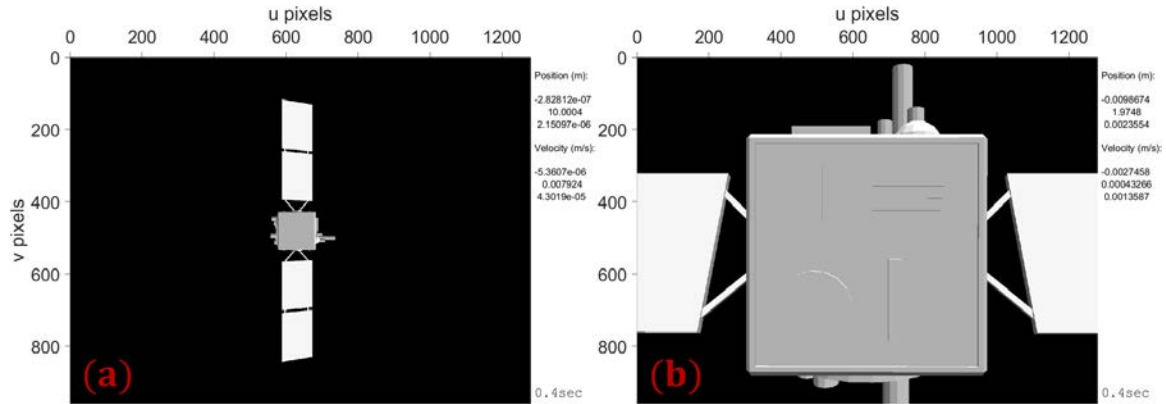 u pixels
0 200 400 600 800 1000 1200
v pixels
0
200
400
600
800
Position (m):
-2.82812e-07
10.0004
2.15097e-06
Velocity (m/s):
-5.3607e-06
0.007924
4.3019e-05
(a)
0.4sec
u pixels
0 200 400 600 800 1000 1200
0
200
400
600
800
Position (m):
-0.0098674
1.9748
0.0023554
Velocity (m/s):
-0.0027458
0.00043266
0.0013587
(b)
0.4sec